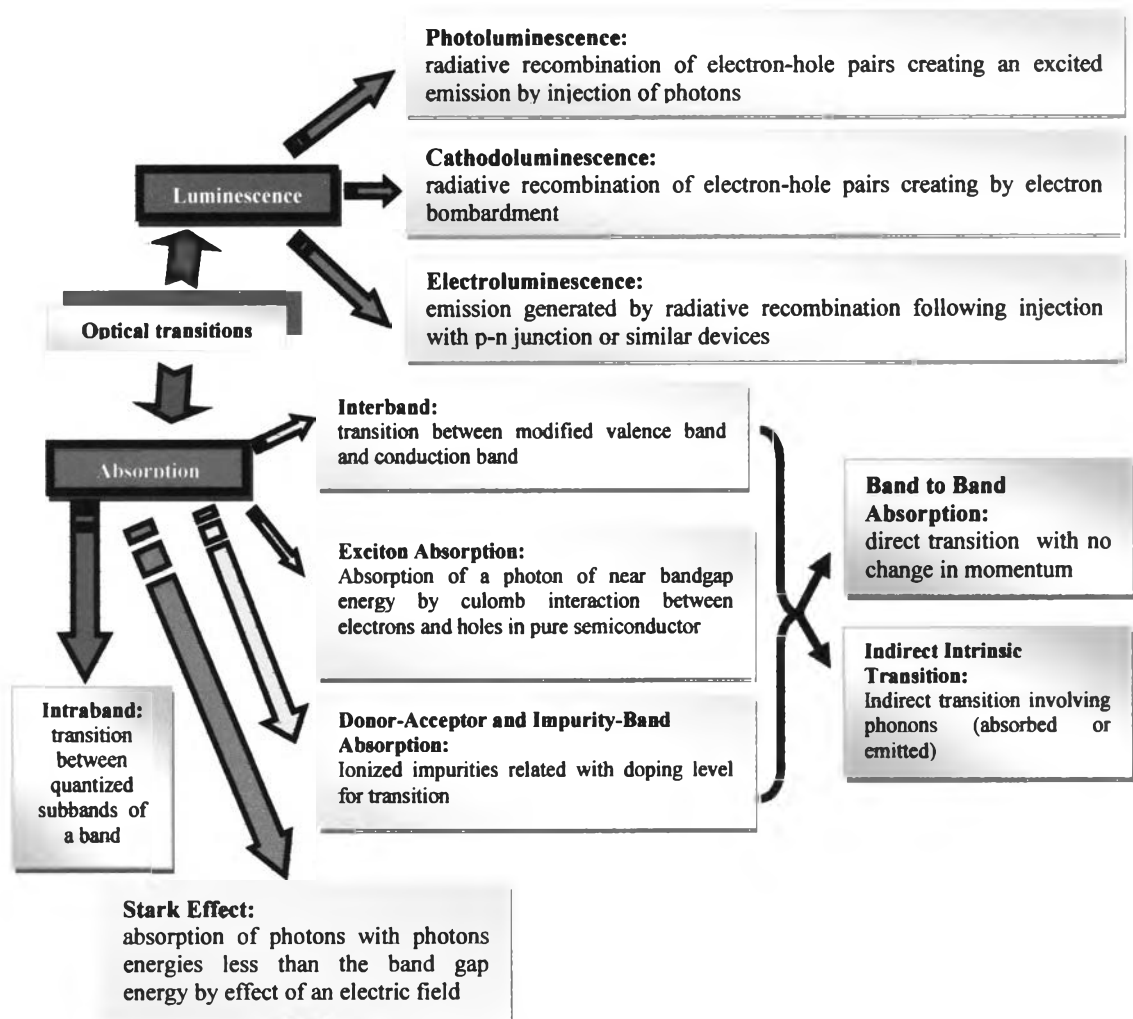 Photoluminescence:
radiative recombination of electron-hole pairs creating an excited
emission by injection of photons
Cathodoluminescence:
radiative recombination of electron-hole pairs creating by electron
bombardment
Luminescence
Electroluminescence:
emission generated by radiative recombination following injection
with p-n junction or similar devices
Optical transitions
Interband:
transition between modified valence band
and conduction band
Absorption
Band to Band
Absorption:
direct transition with no
change in momentum
Exciton Absorption:
Absorption of a photon of near bandgap
energy by culomb interaction between
electrons and holes in pure semiconductor
Indirect Intrinsic
Transition:
Indirect transition involving
phonons (absorbed or
emitted)
Intraband:
transition
between
quantized
subbands of
a band
Donor-Acceptor and Impurity-Band
Absorption:
Ionized impurities related with doping level
for transition
Stark Effect:
absorption of photons with photons
energies less than the band gap
energy by effect of an electric field